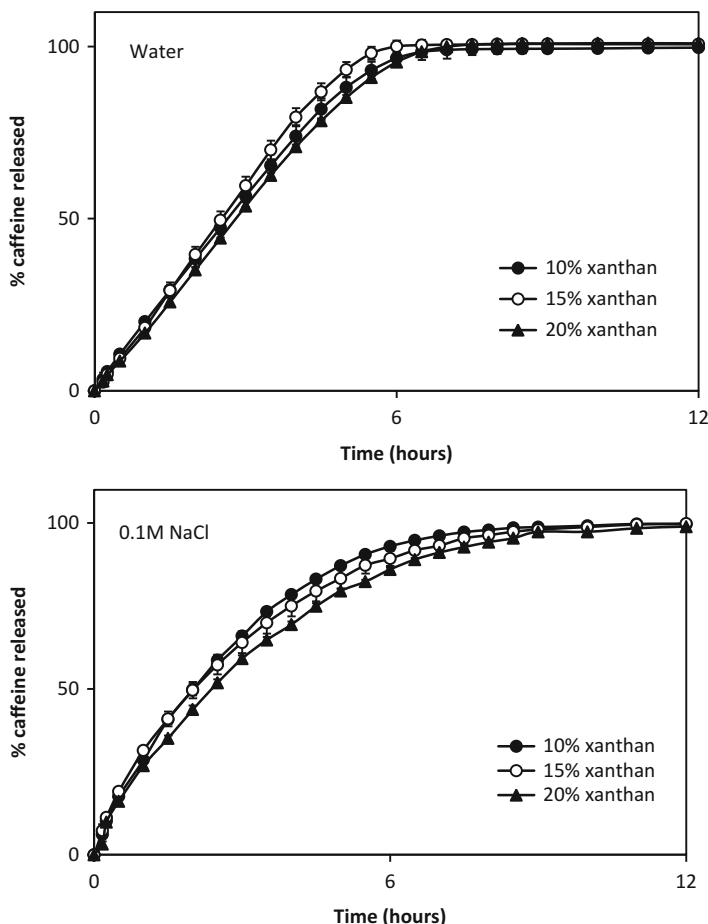 100
Water
% caffeine released
50
10% xanthan
15% xanthan
20% xanthan
0
0
6
12
Time (hours)
100
0.1M NaCl
% caffeine released
50
10% xanthan
15% xanthan
20% xanthan
0
0
6
12
Time (hours)